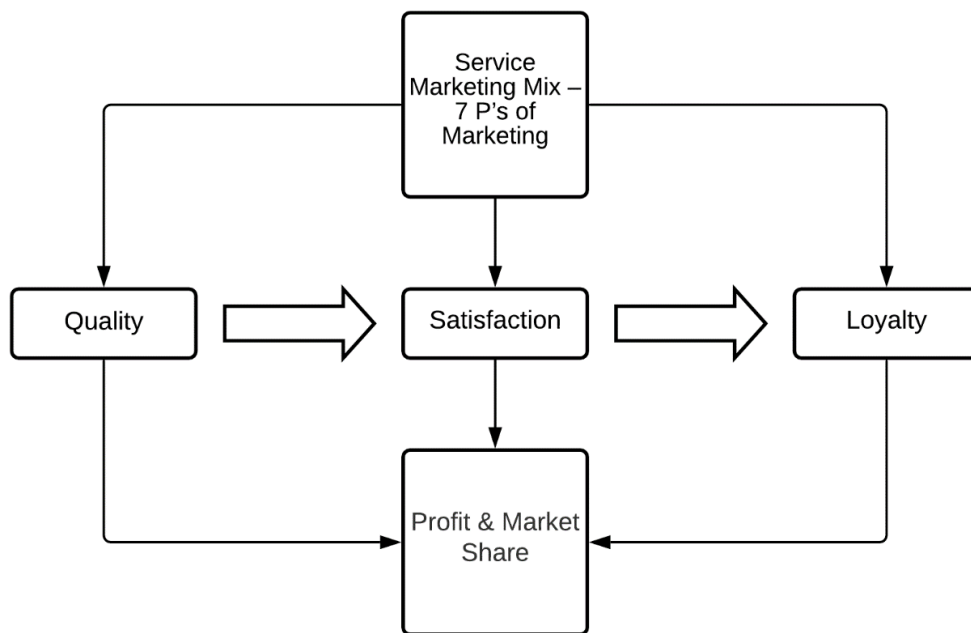 Service
Marketing Mix –
7 P's of
Marketing
Quality
Satisfaction
Loyalty
Profit & Market
Share